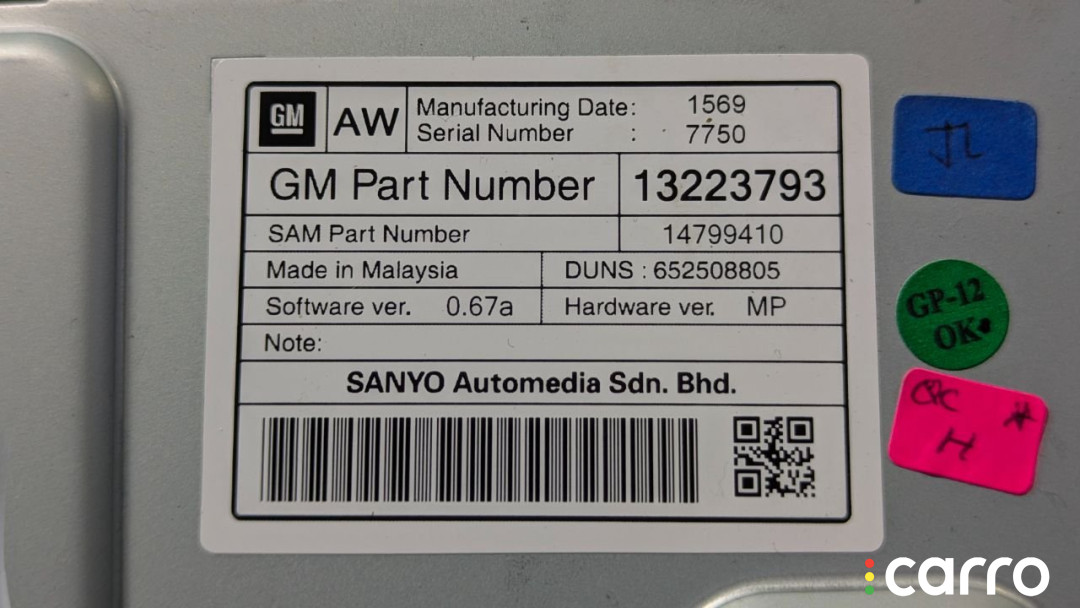 GM AW Manufacturing Date: 1569
Serial Number : 7750
GM Part Number 13223793
SAM Part Number 14799410
Made in Malaysia DUNS : 652508805
Software ver. 0.67a Hardware ver. MP
Note:
SANYO Automedia Sdn. Bhd.
GP-12
OK
H
carro